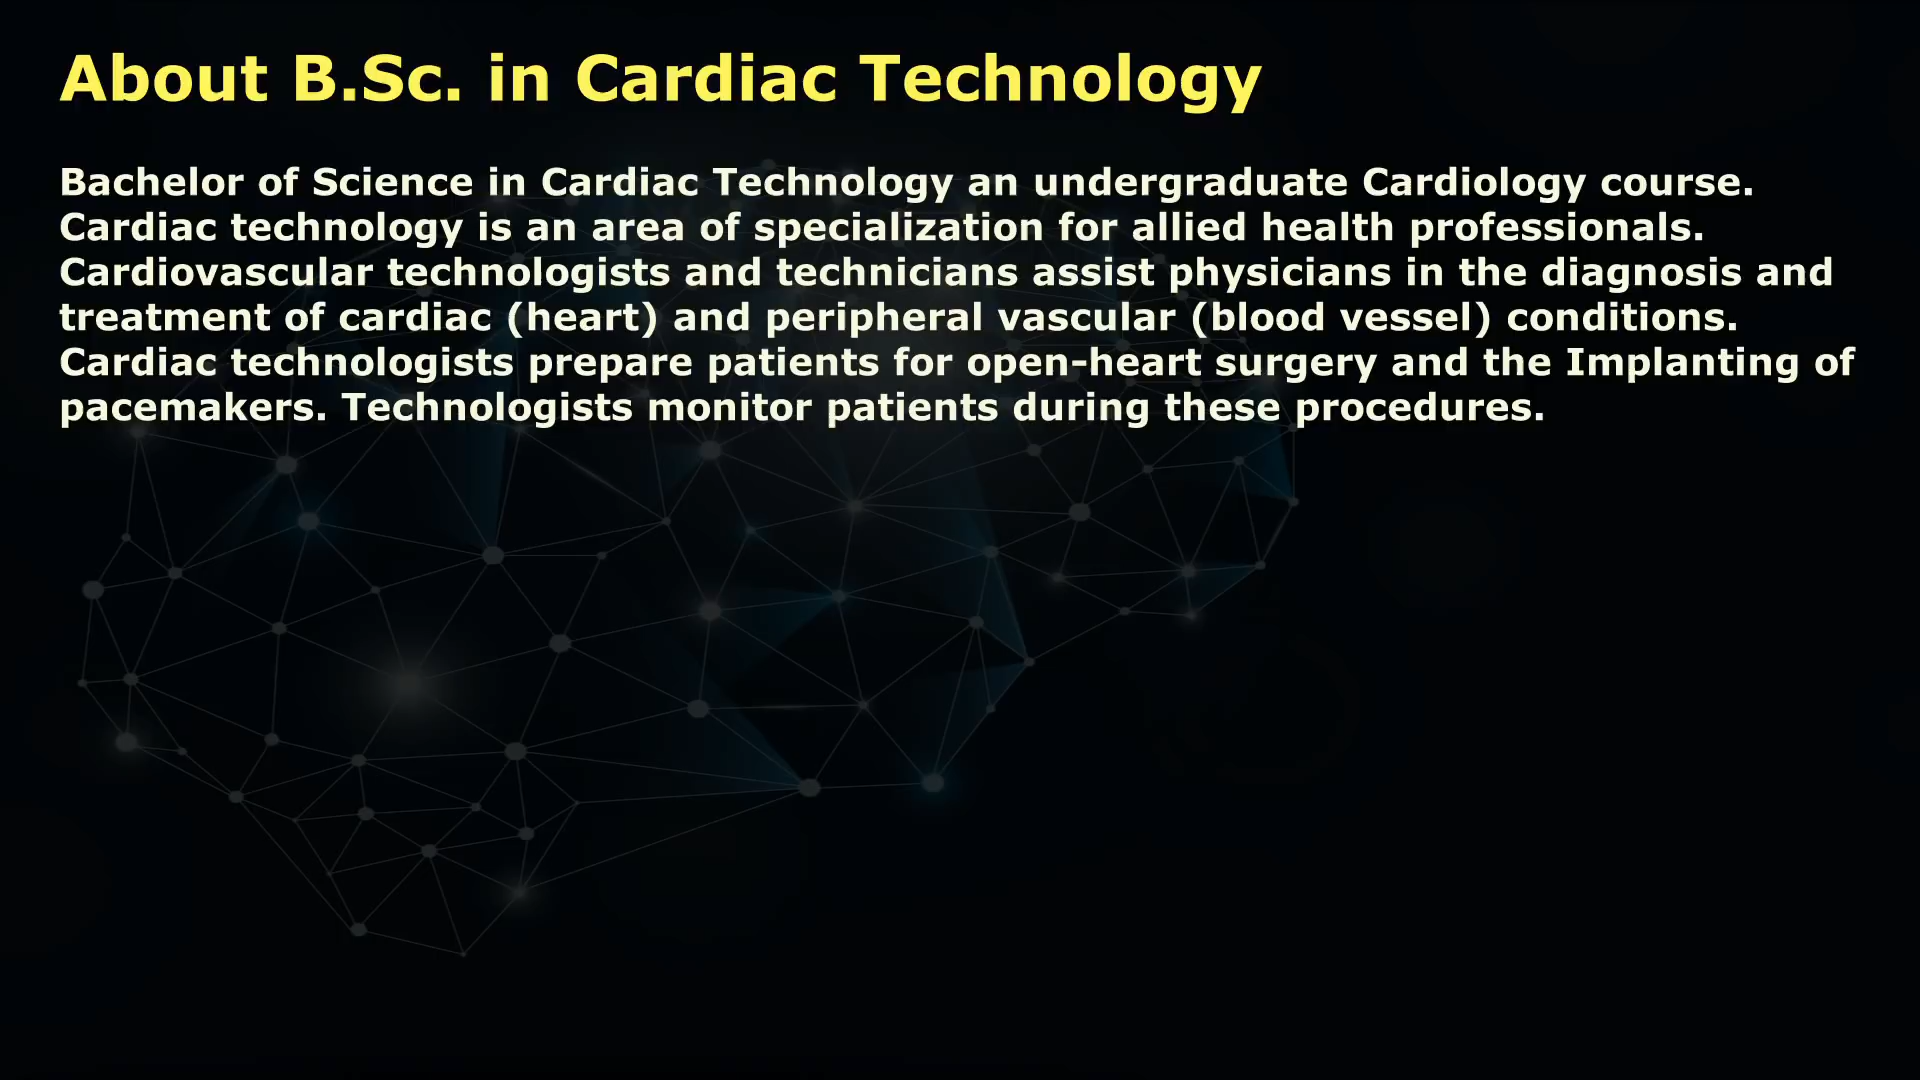 About B.Sc. in Cardiac Technology
Bachelor of Science in Cardiac Technology an undergraduate Cardiology course.
Cardiac technology is an area of specialization for allied health professionals.
Cardiovascular technologists and technicians assist physicians in the diagnosis and
treatment of cardiac (heart) and peripheral vascular (blood vessel) conditions.
Cardiac technologists prepare patients for open-heart surgery and the Implanting of
pacemakers. Technologists monitor patients during these procedures.